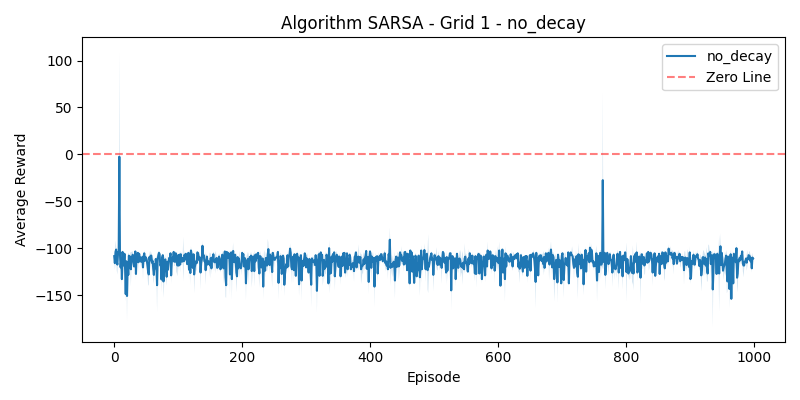 Algorithm SARSA - Grid 1 - no_decay
no_decay
Zero Line
Average Reward
100
50
0
−50
−100
−150
0
200
400
600
800
1000
Episode